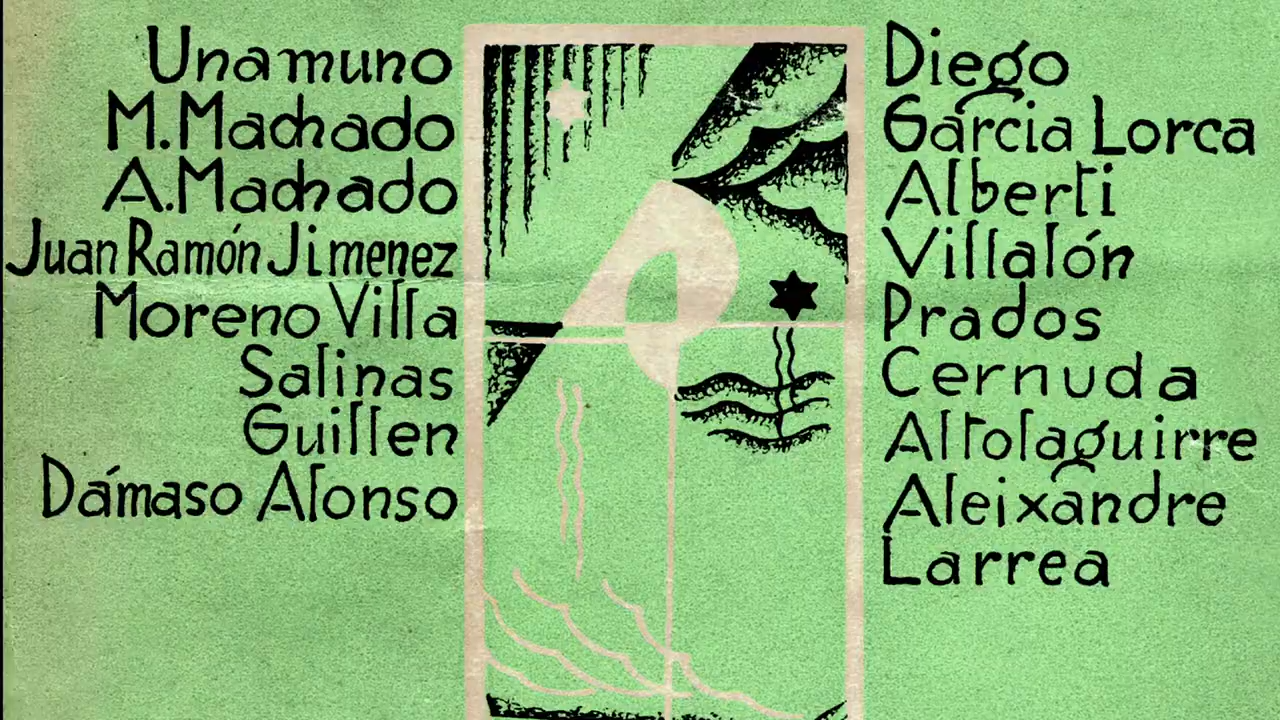 Unamuno
M. Machado
A. Machado
Juan Ramón Jimenez
Moreno Villa
Salinas
Guillen
Dámaso Alonso
Diego
García Lorca
Alberti
Villalón
Prados
Cernuda
Altolaguirre
Aleixandre
Larrea